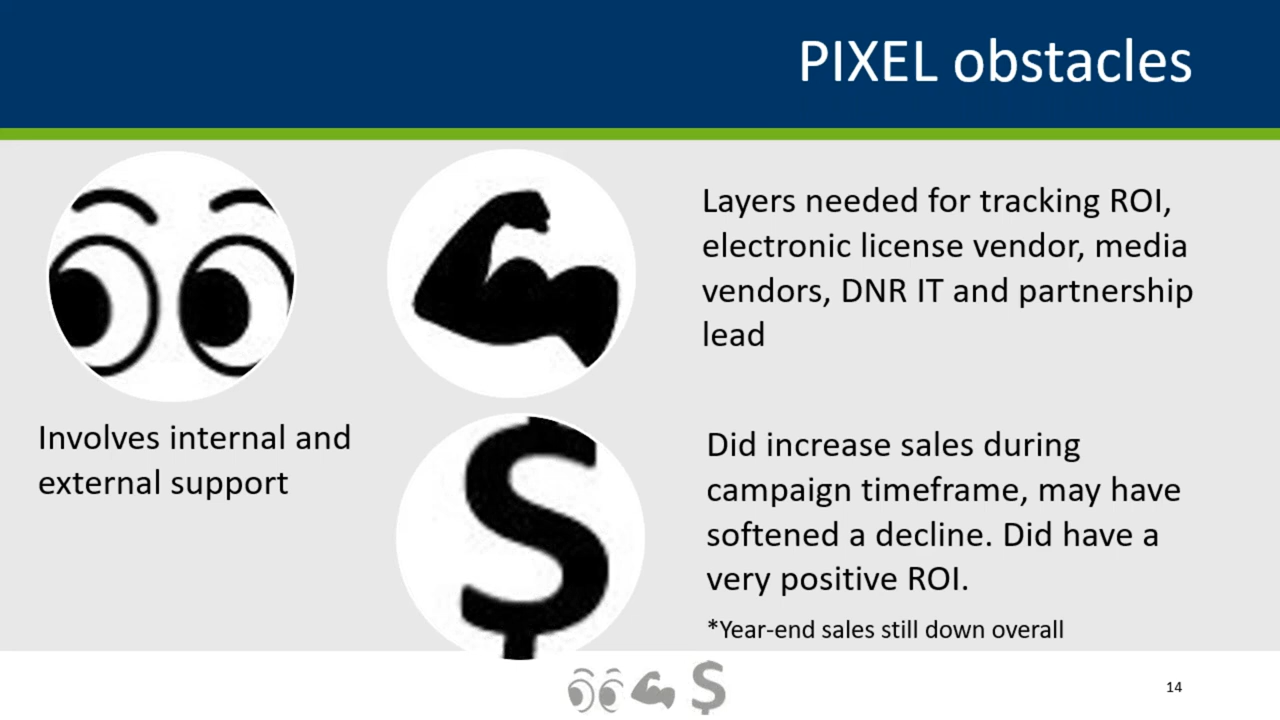 PIXEL obstacles
Involves internal and
external support
Layers needed for tracking ROI,
electronic license vendor, media
vendors, DNR IT and partnership
lead
Did increase sales during
campaign timeframe, may have
softened a decline. Did have a
very positive ROI.
*Year-end sales still down overall
$
$
14